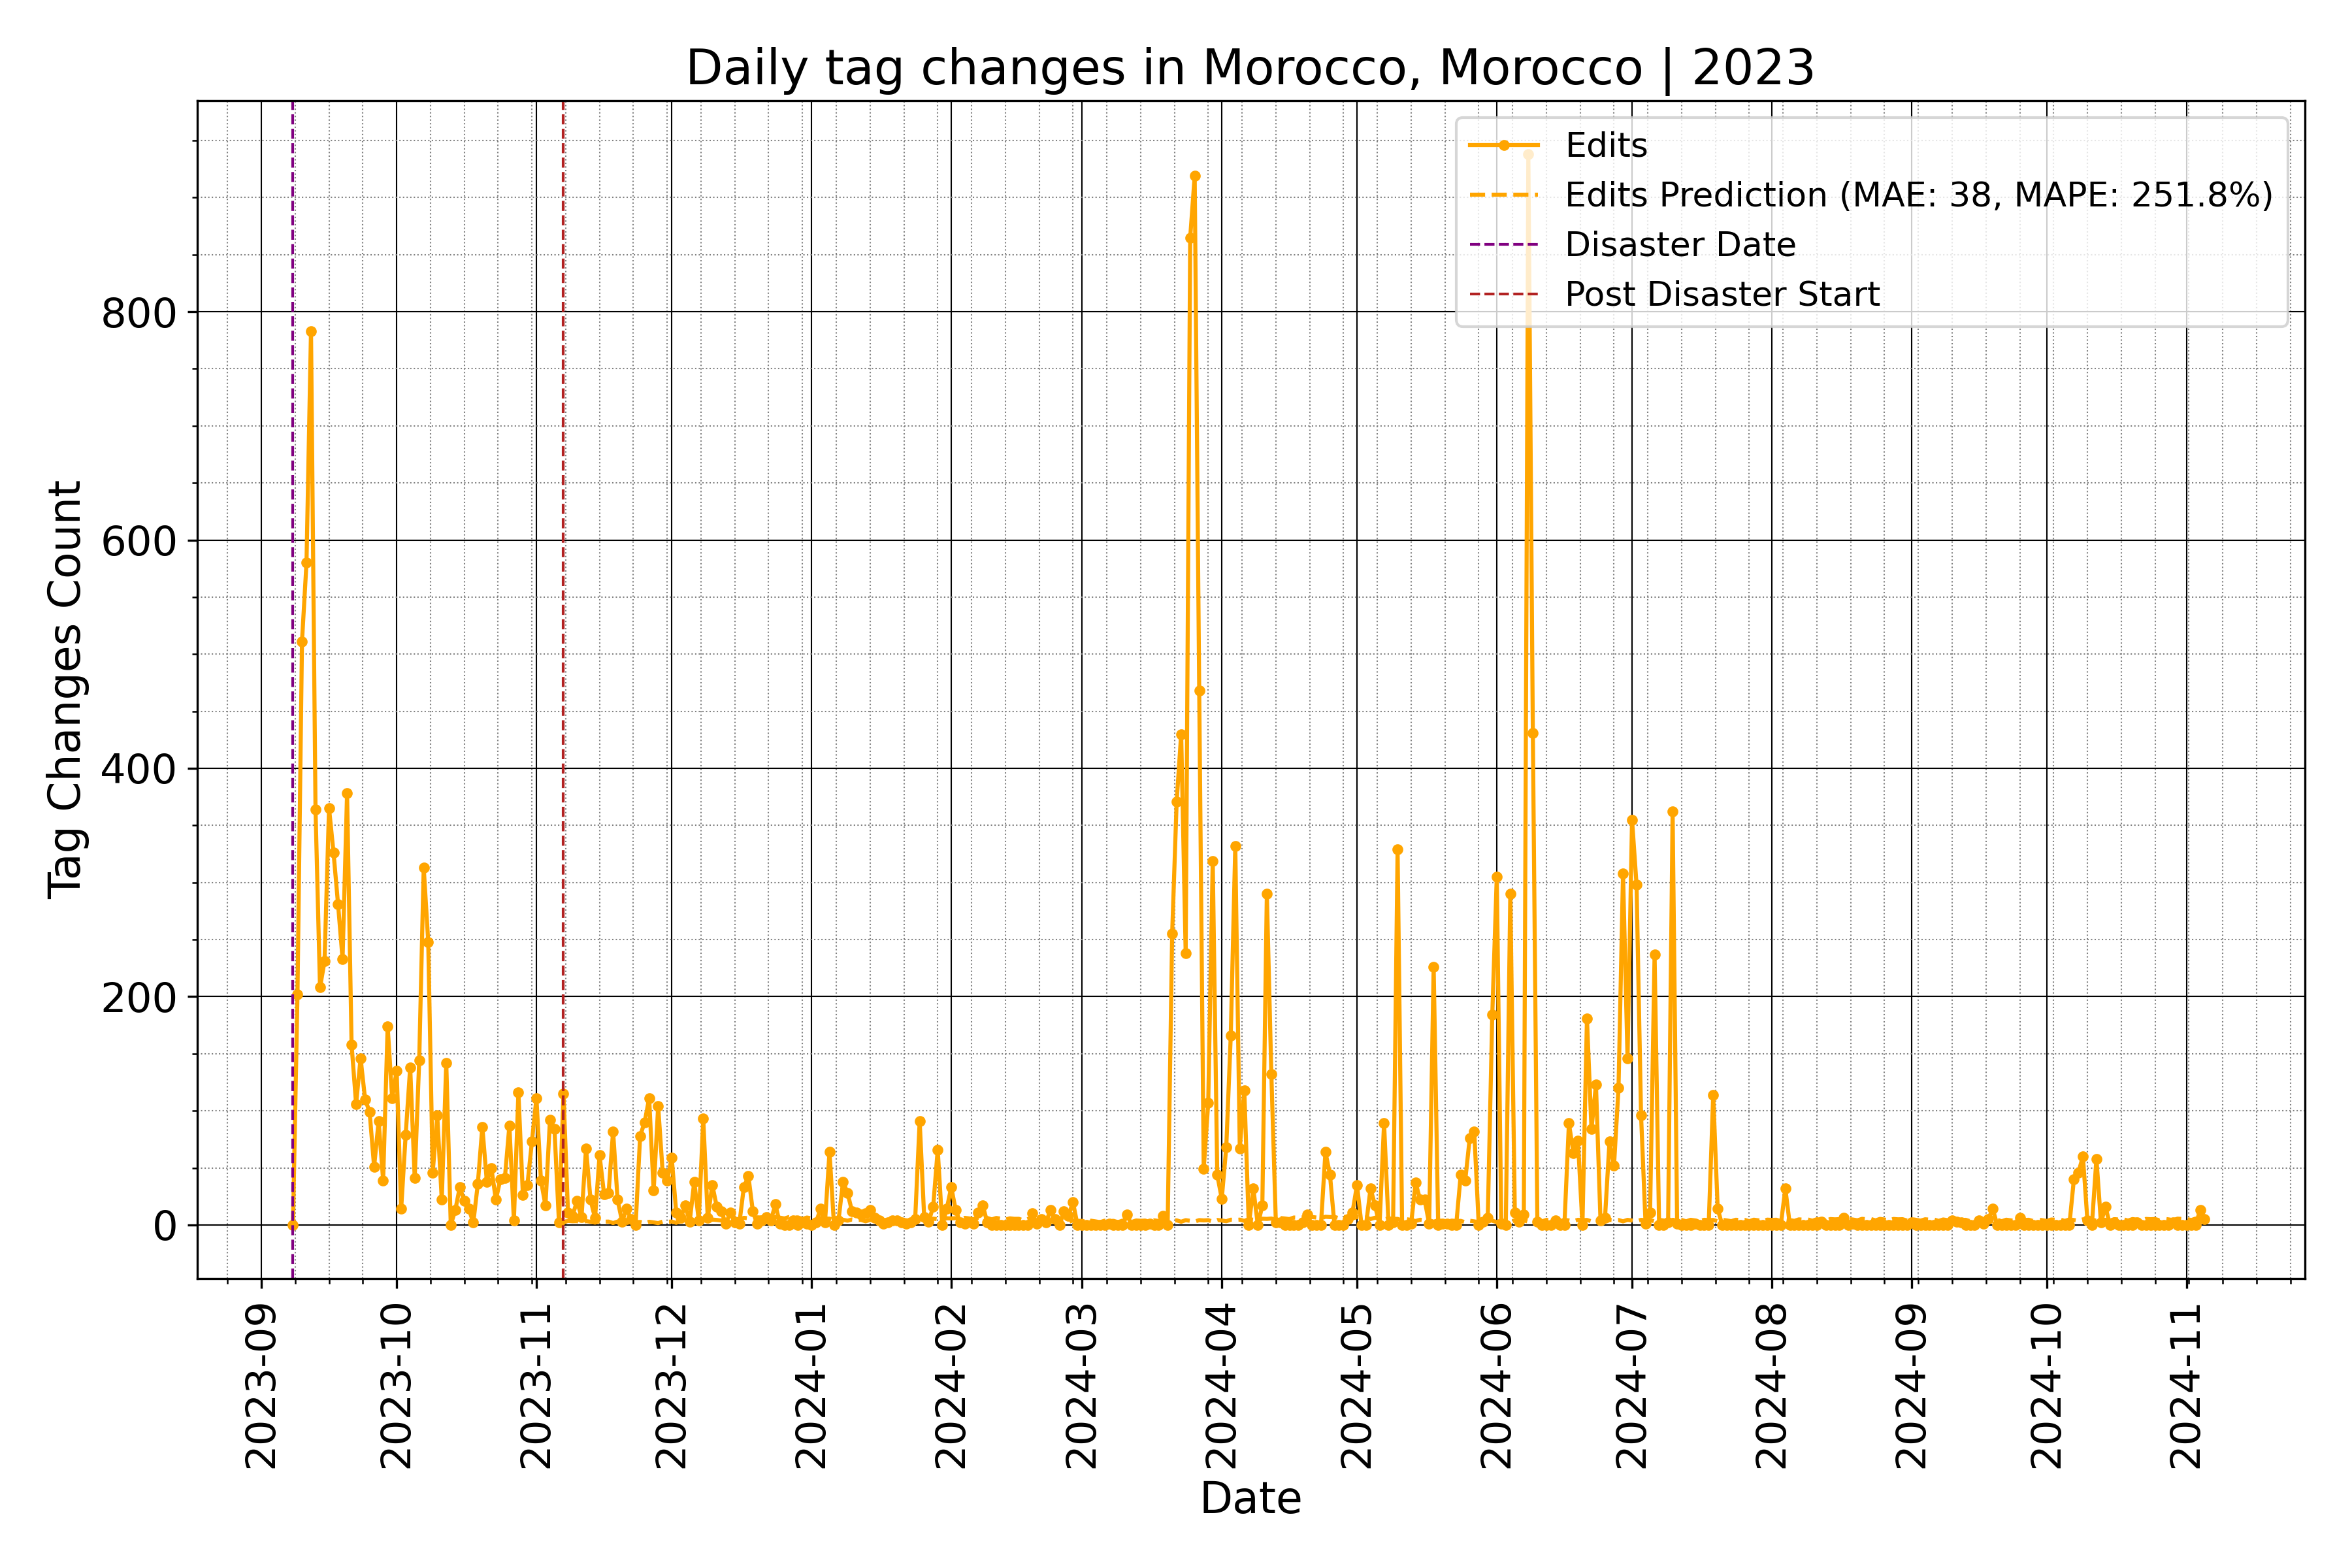 Daily tag changes in Morocco, Morocco | 2023
Edits
Edits Prediction (MAE: 38, MAPE: 251.8%)
Disaster Date
Post Disaster Start
Tag Changes Count
800
600
400
200
0
2023-09
2023-10
2023-11
2023-12
2024-01
2024-02
2024-03
2024-04
2024-05
2024-06
2024-07
2024-08
2024-09
2024-10
2024-11
Date